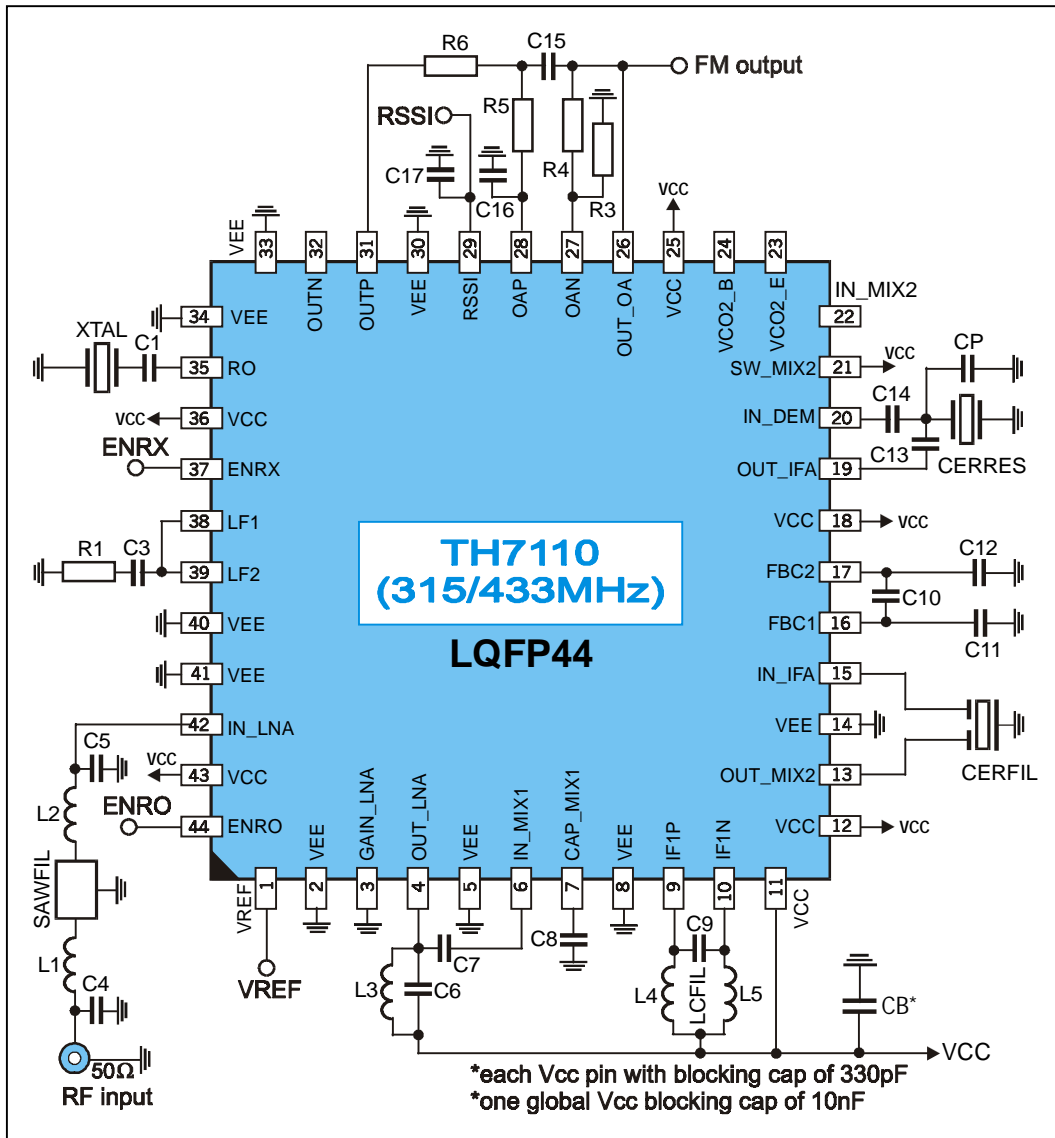 R6
C15
FM output
RSSI
R5
R4
R3
C17
C16
VCC
VEE
33
32
31
30
29
28
27
26
25
24
23
OUTN
OUTP
VEE
RSSI
OAP
OAN
OUT_OA
VCC
VCO2_B
VCO2_E
IN_MIX2
22
34 VEE
XTAL
C1
35 RO
VCC
36 VCC
ENRX
37 ENRX
38 LF1
R1
C3
39 LF2
40 VEE
41 VEE
42 IN_LNA
C5
VCC
43 VCC
L2
ENRO
44 ENRO
SAWFIL
L1
C4
50Ω
RF input
SW_MIX2 21
VCC
CP
IN_DEM 20
C14
C13
CERRES
OUT_IFA 19
VCC 18
VCC
FBC2 17
C12
C10
FBC1 16
C11
IN_IFA 15
VEE 14
CERFIL
OUT_MIX2 13
VCC 12
VCC
TH7110
(315/433MHz)
LQFP44
VEE
GAIN_LNA
OUT_LNA
VEE
IN_MIX1
CAP_MIX1
VEE
IF1P
IF1N
VREF
1
2
3
4
5
6
7
8
9
10
11
VCC
VREF
C7
C8
L3
C6
C9
L4
LCFIL
L5
CB*
VCC
*each Vcc pin with blocking cap of 330pF
*one global Vcc blocking cap of 10nF